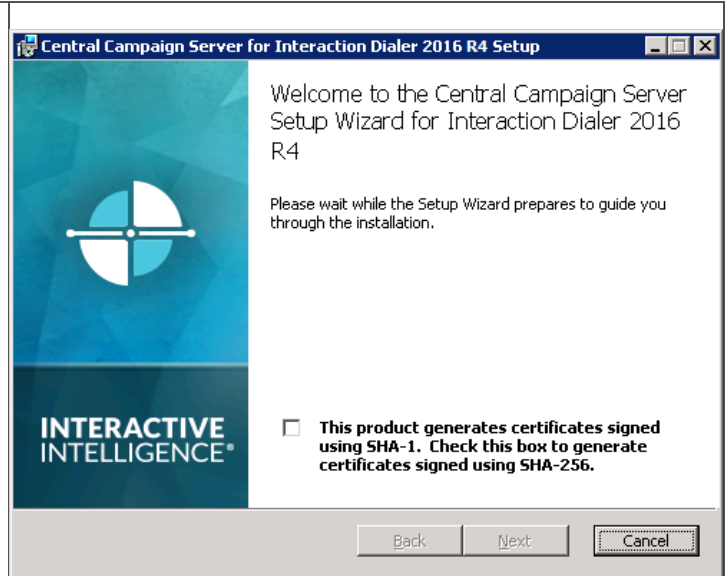 Central Campaign Server for Interaction Dialer 2016 R4 Setup
Welcome to the Central Campaign Server
Setup Wizard for Interaction Dialer 2016
R4
Please wait while the Setup Wizard prepares to guide you
through the installation.
INTERACTIVE
INTELLIGENCE®
This product generates certificates signed
using SHA-1. Check this box to generate
certificates signed using SHA-256.
Back Next Cancel